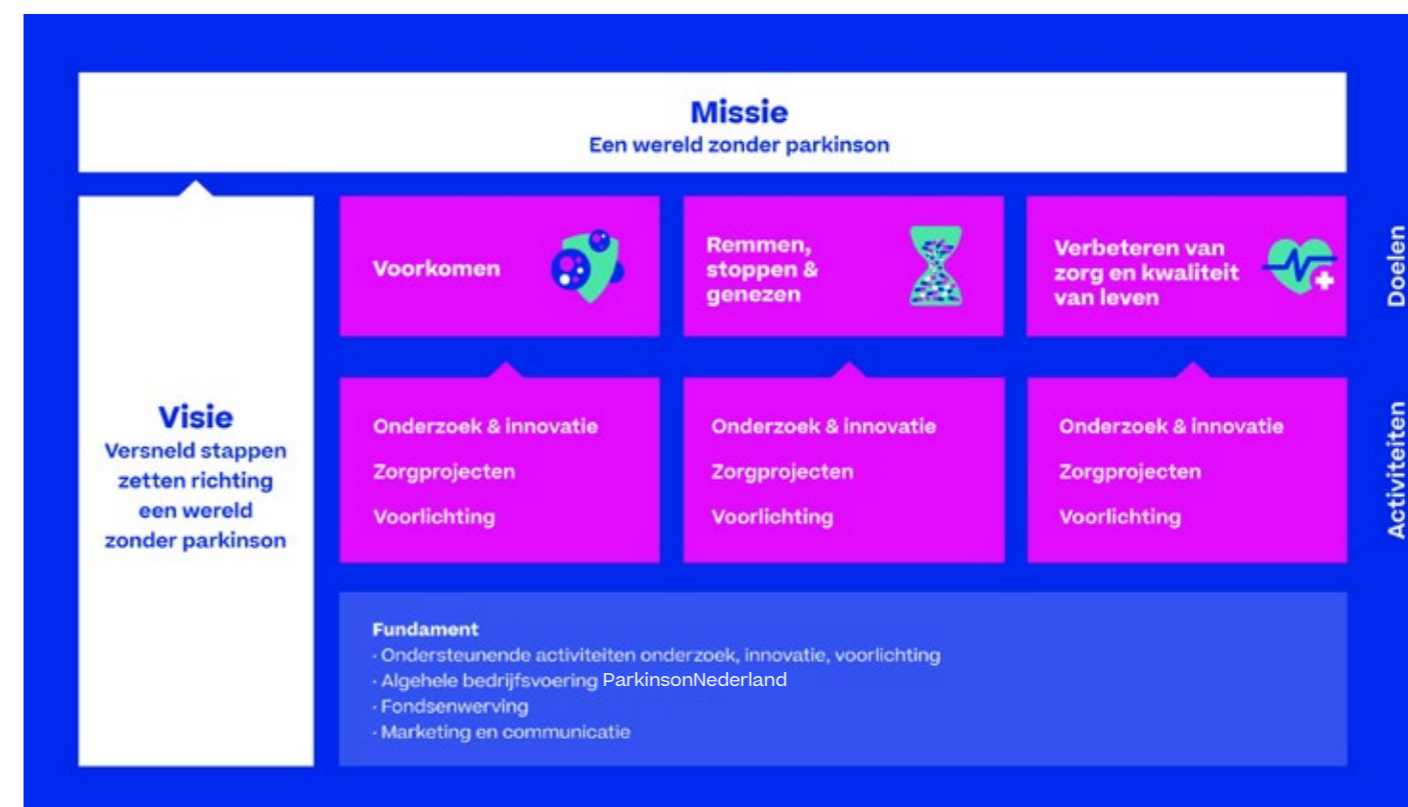 Missie
Een wereld zonder parkinson
Visie
Versneld stappen
zetten richting
een wereld
zonder parkinson
Voorkomen
Remmen,
stoppen &
genezen
Verbeteren van
zorg en kwaliteit
van leven
Doelen
Onderzoek & innovatie
Zorgprojecten
Voorlichting
Onderzoek & innovatie
Zorgprojecten
Voorlichting
Onderzoek & innovatie
Zorgprojecten
Voorlichting
Activiteiten
Fundament
· Ondersteunende activiteiten onderzoek, innovatie, voorlichting
· Algehele bedrijfsvoering ParkinsonNederland
· Fondsenwerving
· Marketing en communicatie